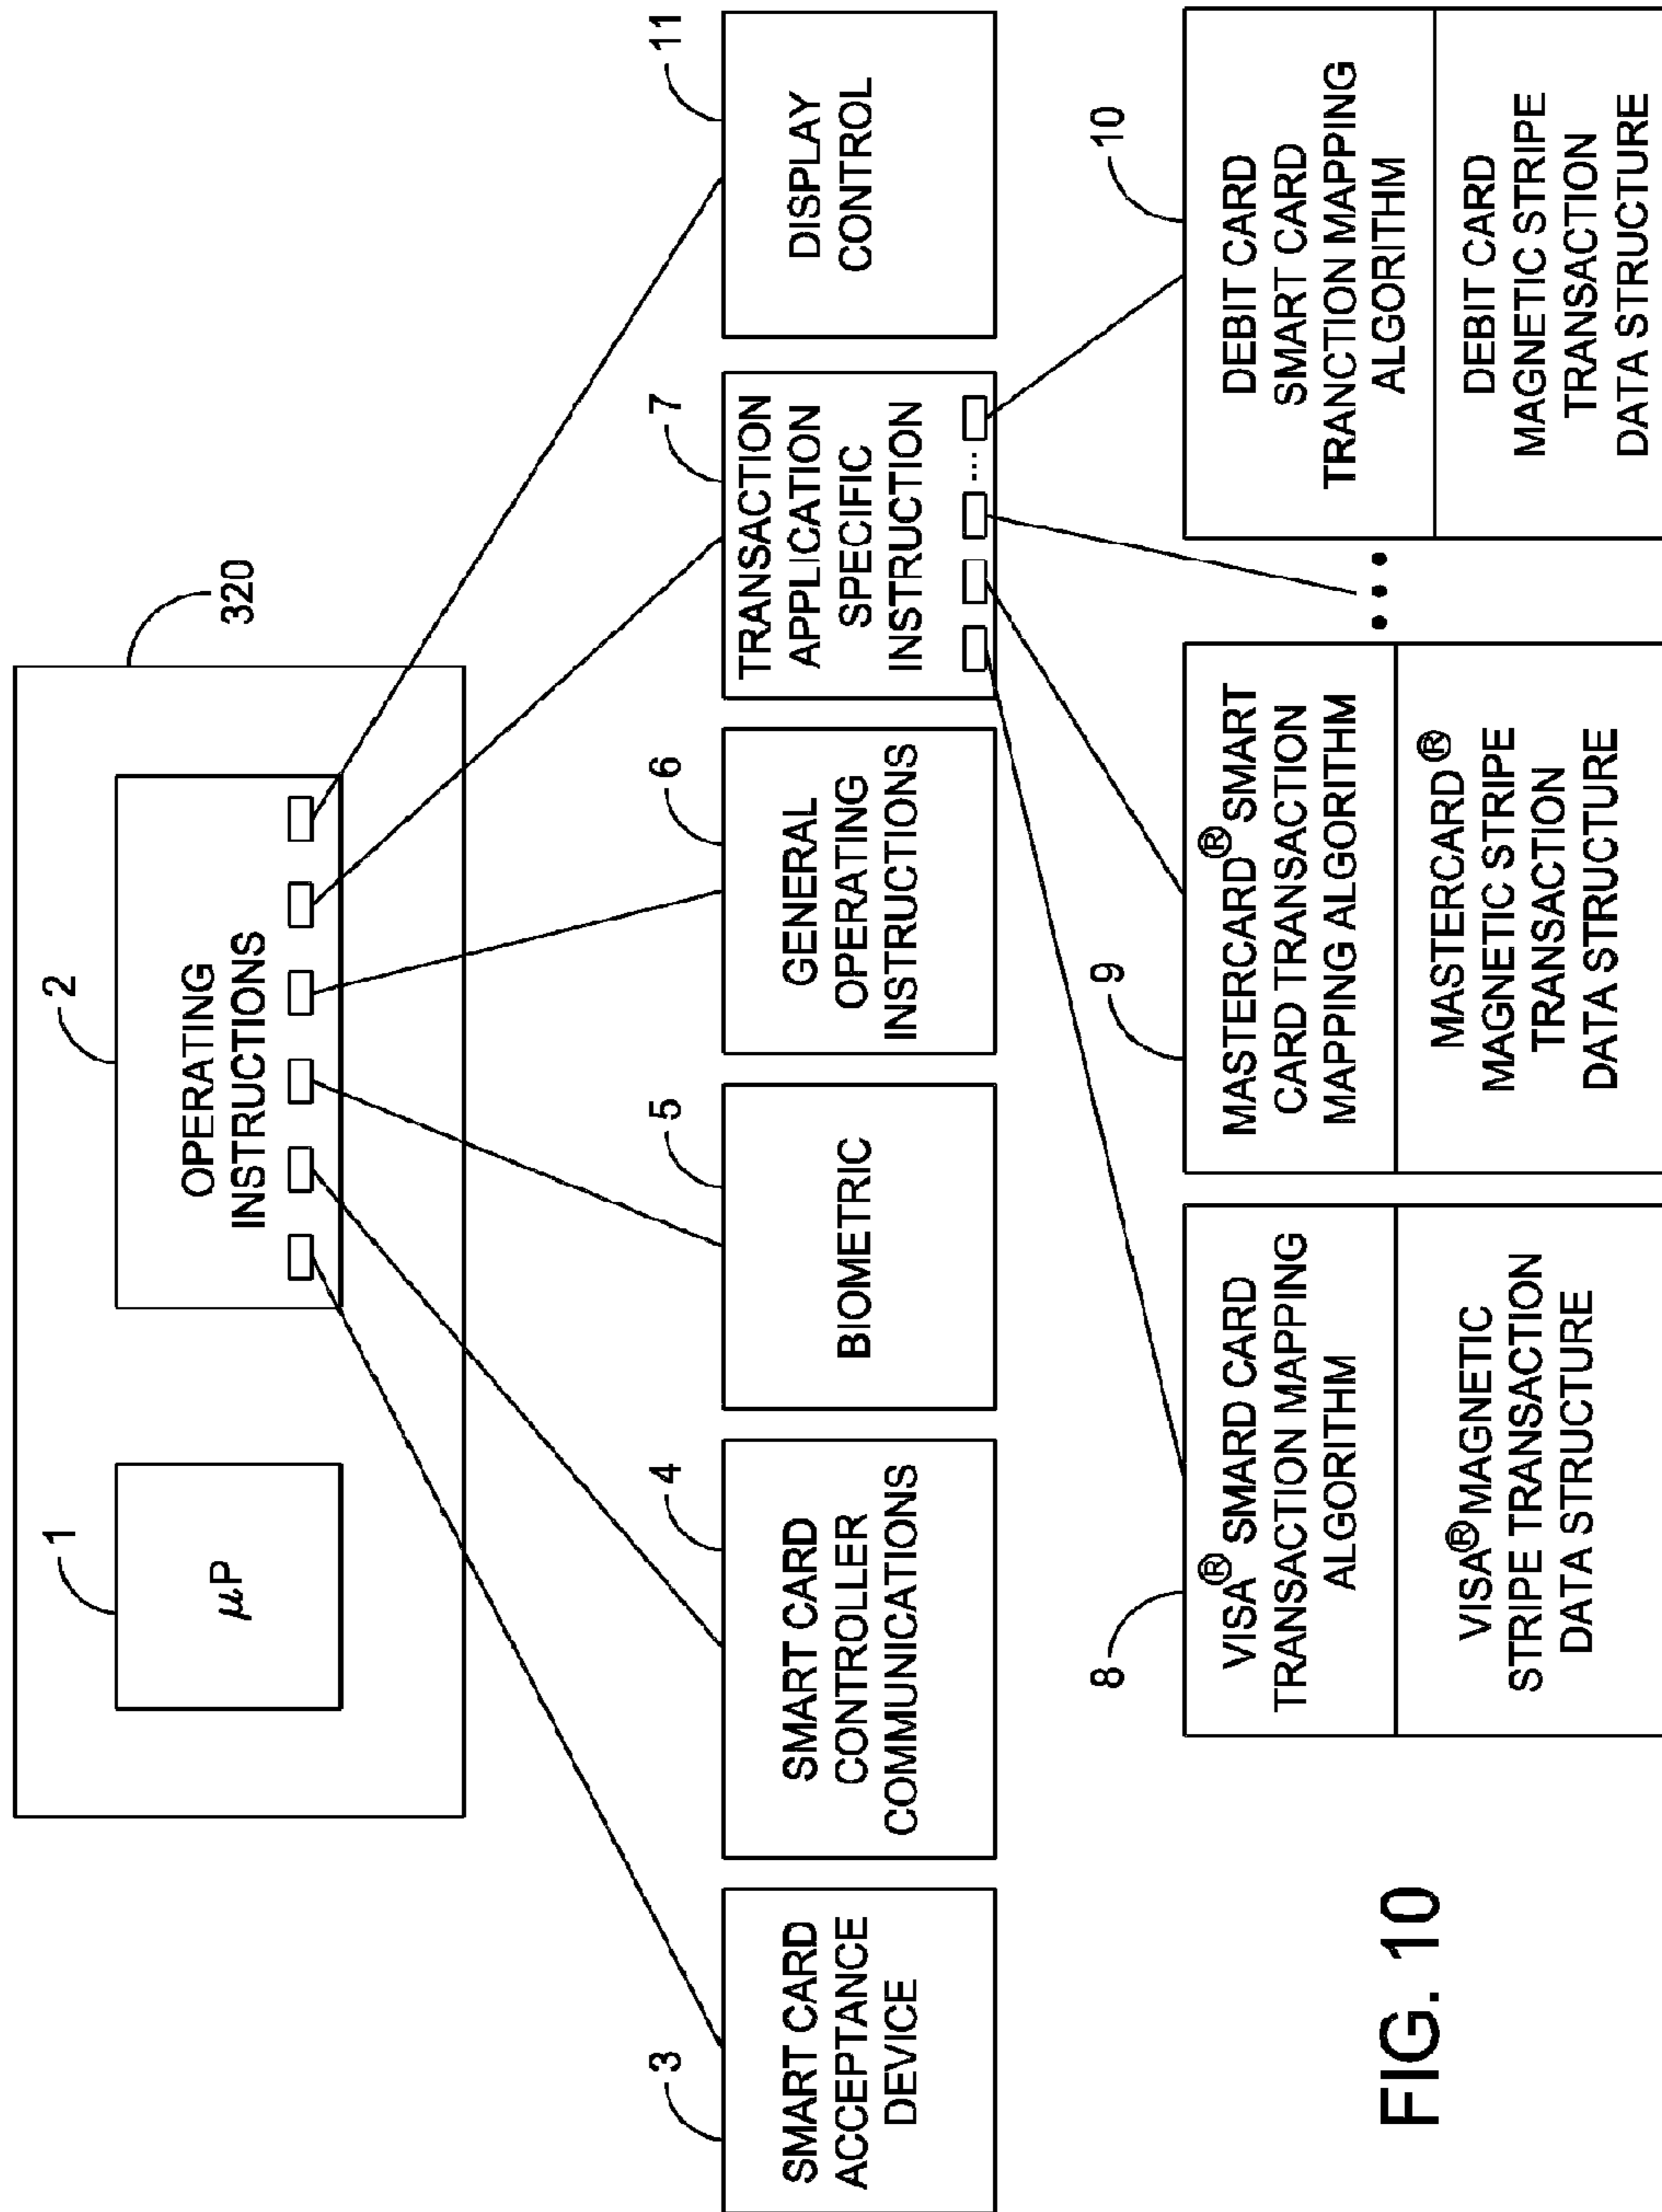 320
1
μP
2
OPERATING
INSTRUCTIONS
3
SMART CARD
ACCEPTANCE
DEVICE
4
SMART CARD
CONTROLLER
COMMUNICATIONS
5
BIOMETRIC
6
GENERAL
OPERATING
INSTRUCTIONS
7
TRANSACTION
APPLICATION
SPECIFIC
INSTRUCTION
...
11
DISPLAY
CONTROL
8
VISA® SMARD CARD
TRANSACTION MAPPING
ALGORITHM
VISA® MAGNETIC
STRIPE TRANSACTION
DATA STRUCTURE
9
MASTERCARD® SMART
CARD TRANSACTION
MAPPING ALGORITHM
MASTERCARD®
MAGNETIC STRIPE
TRANSACTION
DATA STRUCTURE
...
10
DEBIT CARD
SMART CARD
TRANCTION MAPPING
ALGORITHM
DEBIT CARD
MAGNETIC STRIPE
TRANSACTION
DATA STRUCTURE
FIG. 10